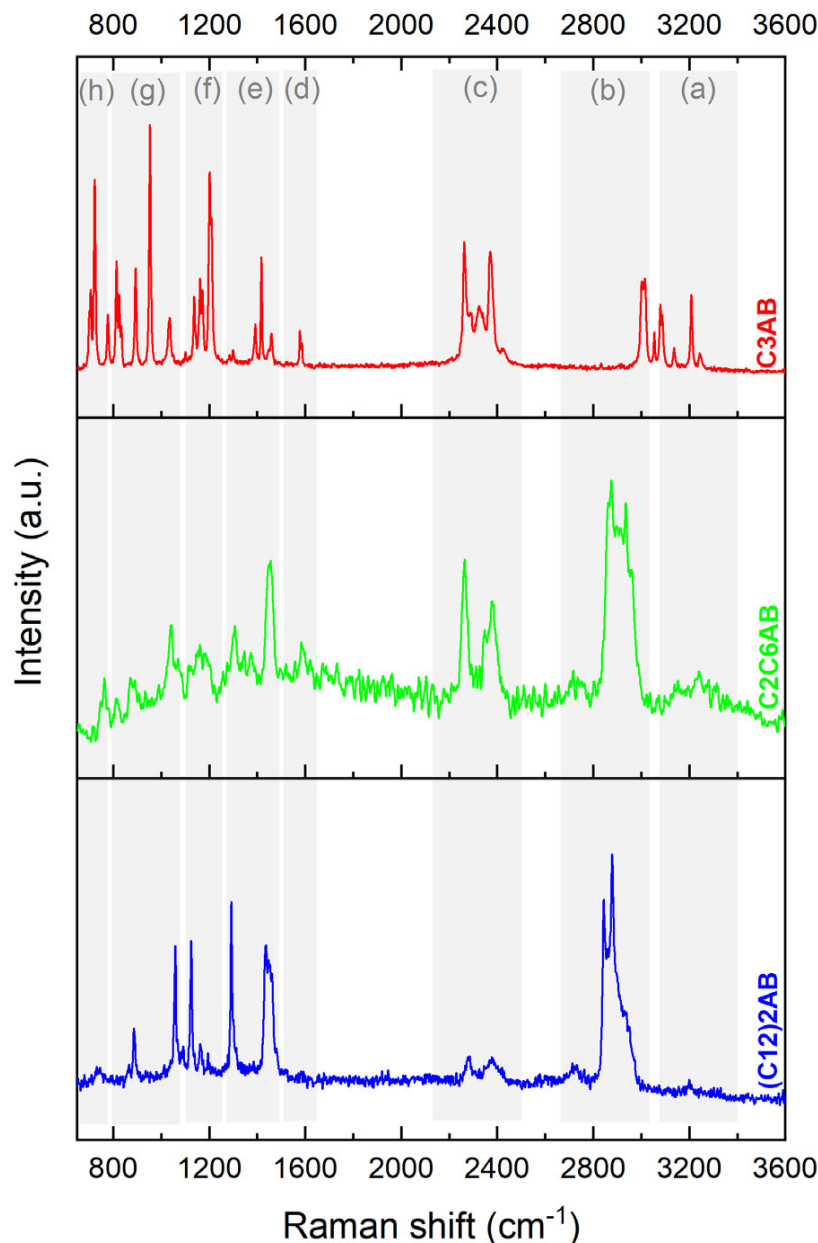 800 1200 1600 2000 2400 2800 3200 3600
(h) (g) (f) (e) (d) (c) (b) (a)
C3AB
C2C6AB
(C12)2AB
Intensity (a.u.)
800 1200 1600 2000 2400 2800 3200 3600
Raman shift (cm⁻¹)